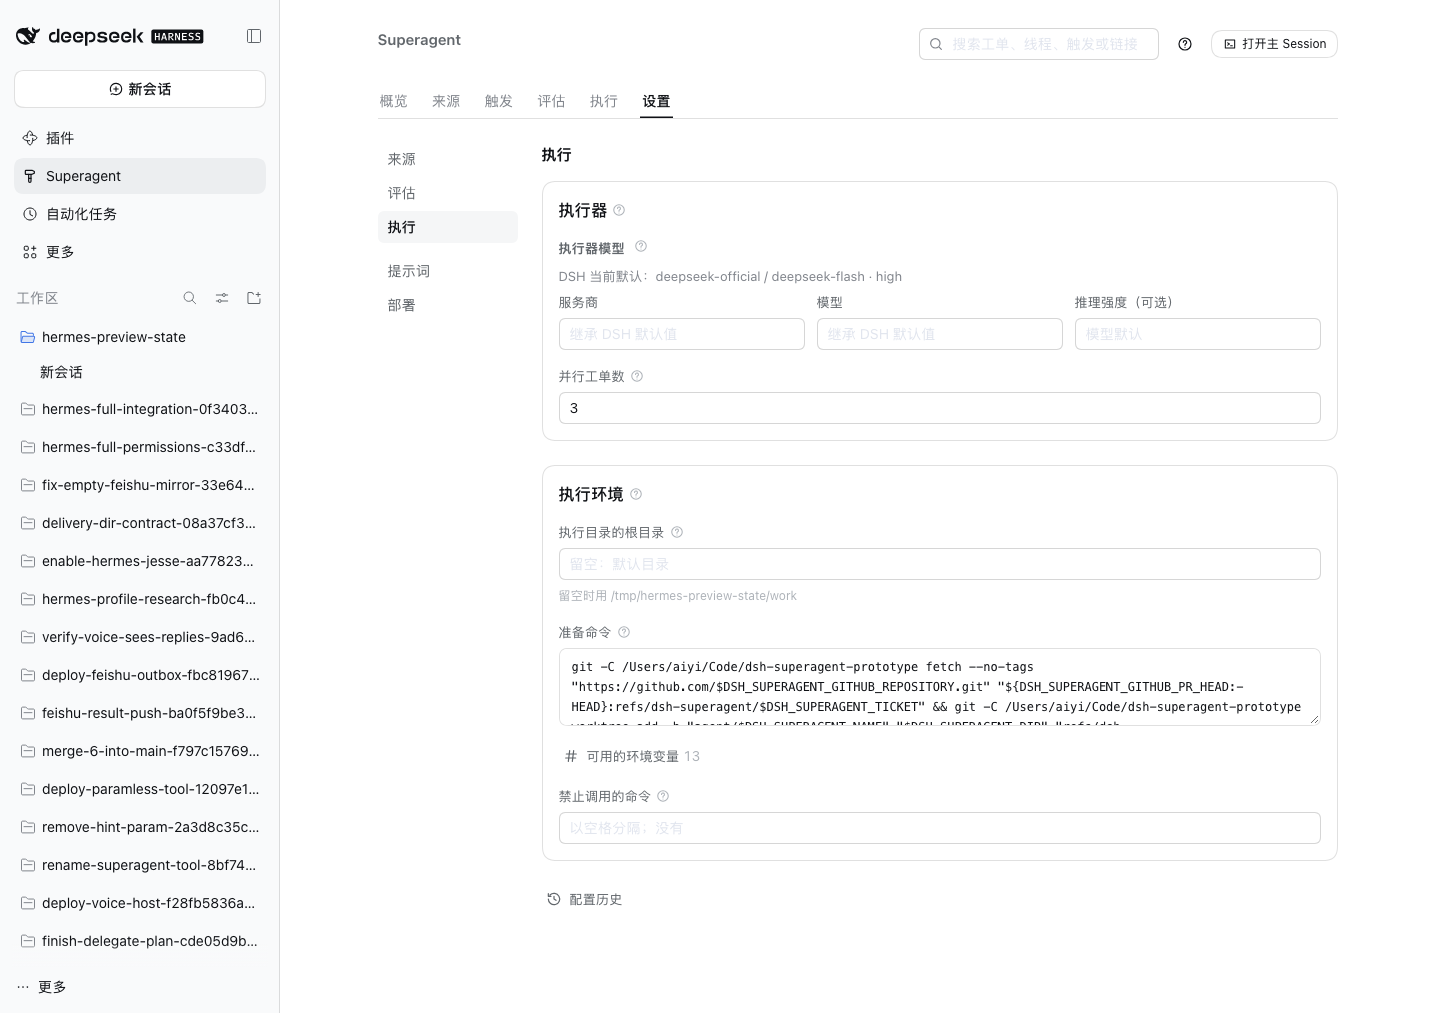 deepseek HARNESS
新会话
插件
Superagent
自动化任务
更多
工作区
hermes-preview-state
新会话
hermes-full-integration-0f3403...
hermes-full-permissions-c33df...
fix-empty-feishu-mirror-33e64...
delivery-dir-contract-08a37cf3...
enable-hermes-jesse-aa77823...
hermes-profile-research-fb0c4...
verify-voice-sees-replies-9ad6...
deploy-feishu-outbox-fbc81967...
feishu-result-push-ba0f5f9be3...
merge-6-into-main-f797c15769...
deploy-paramless-tool-12097e1...
remove-hint-param-2a3d8c35c...
rename-superagent-tool-8bf74...
deploy-voice-host-f28fb5836a...
finish-delegate-plan-cde05d9b...
更多
Superagent
搜索工单、线程、触发或链接
打开主 Session
概览 来源 触发 评估 执行 设置
来源
评估
执行
提示词
部署
执行
执行器
执行器模型
DSH 当前默认：deepseek-official / deepseek-flash · high
服务商 模型 推理强度（可选）
继承 DSH 默认值 继承 DSH 默认值 模型默认
并行工单数
3
执行环境
执行目录的根目录
留空：默认目录
留空时用 /tmp/hermes-preview-state/work
准备命令
git -C /Users/aiyi/Code/dsh-superagent-prototype fetch --no-tags
"https://github.com/$DSH_SUPERAGENT_GITHUB_REPOSITORY.git" "${DSH_SUPERAGENT_GITHUB_PR_HEAD:-
HEAD}:refs/dsh-superagent/$DSH_SUPERAGENT_TICKET" && git -C /Users/aiyi/Code/dsh-superagent-prototype
worktree add -b "agent/$DSH_SUPERAGENT_NAME" "$DSH_SUPERAGENT_DIR" "refs/dsh-
可用的环境变量 13
禁止调用的命令
以空格分隔；没有
配置历史